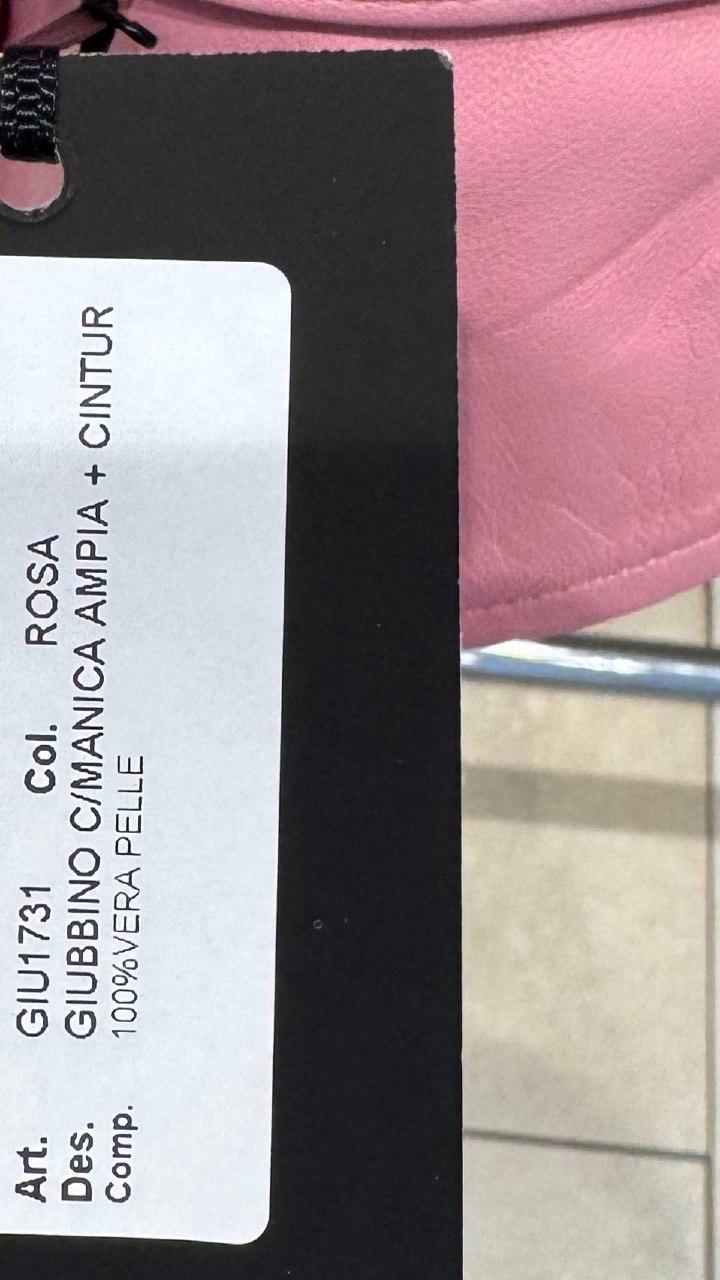 Art. GIU1731 Col. ROSA
Des. GIUBBINO C/MANICA AMPIA + CINTUR
Comp. 100%VERA PELLE